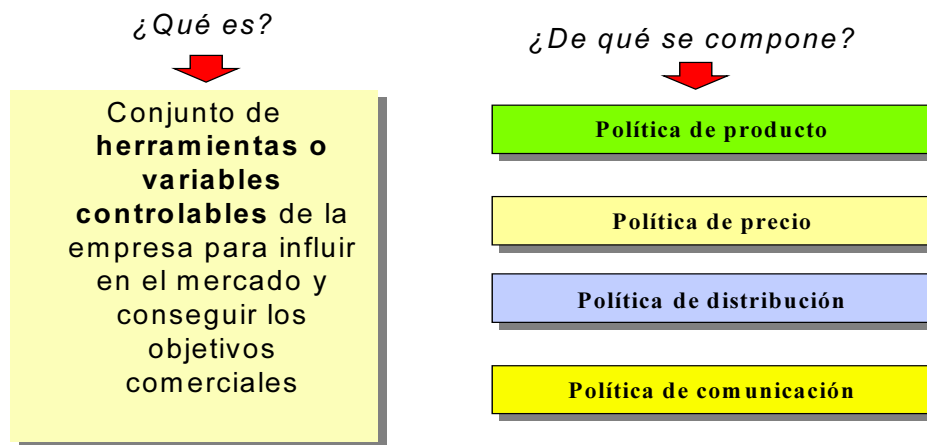 ¿Qué es?
Conjunto de
herramientas o
variables
controlables de la
empresa para influir
en el mercado y
conseguir los
objetivos
comerciales
¿De qué se compone?
Política de producto
Política de precio
Política de distribución
Política de comunicación